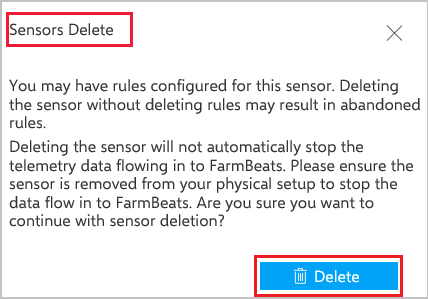 Sensors Delete
You may have rules configured for this sensor. Deleting
the sensor without deleting rules may result in abandoned
rules.
Deleting the sensor will not automatically stop the
telemetry data flowing in to FarmBeats. Please ensure the
sensor is removed from your physical setup to stop the
data flow in to FarmBeats. Are you sure you want to
continue with sensor deletion?
Delete